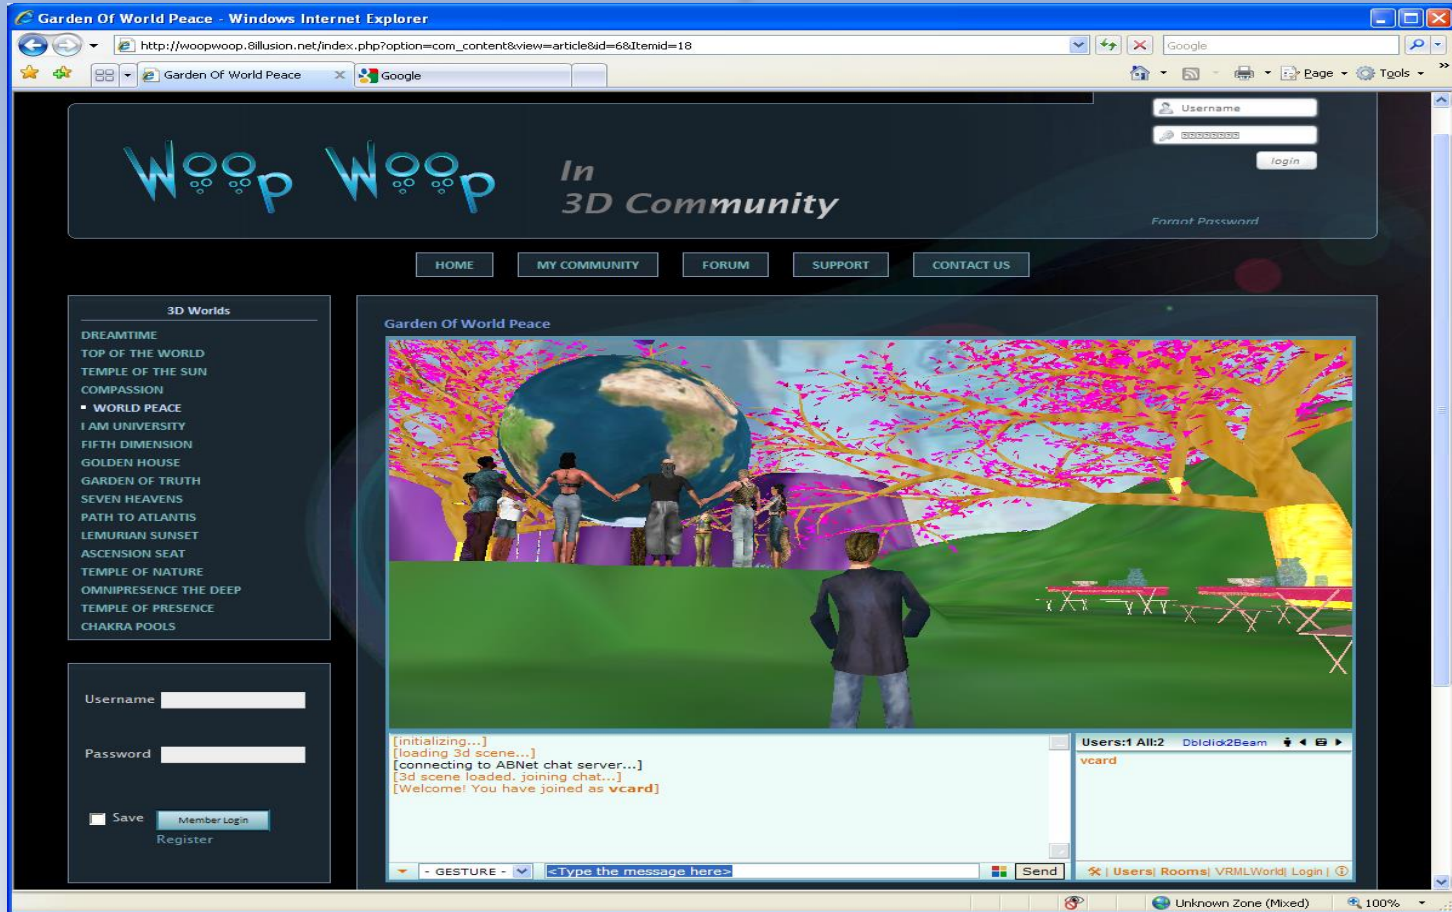 Garden Of World Peace - Windows Internet Explorer
http://woopwoop.8illusion.net/index.php?option=com_content&view=article&id=6&Itemid=18
Google
Garden Of World Peace
Google
Page
Tools
Username
login
Woop Woop
In
3D Community
Forgot Password
HOME
MY COMMUNITY
FORUM
SUPPORT
CONTACT US
3D Worlds
DREAMTIME
TOP OF THE WORLD
TEMPLE OF THE SUN
COMPASSION
WORLD PEACE
I AM UNIVERSITY
FIFTH DIMENSION
GOLDEN HOUSE
GARDEN OF TRUTH
SEVEN HEAVENS
PATH TO ATLANTIS
LEMURIAN SUNSET
ASCENSION SEAT
TEMPLE OF NATURE
OMNIPRESENCE THE DEEP
TEMPLE OF PRESENCE
CHAKRA POOLS
Username
Password
Save
Member Login
Register
Garden Of World Peace
[initializing...]
[loading 3d scene...]
[connecting to ABNet chat server...]
[3d scene loaded. joining chat...]
[Welcome! You have joined as vcard]
- GESTURE -
<Type the message here>
Send
Users:1 All:2 Dblclick2Beam
vcard
| Users| Rooms| VRMLWorld| Login |
Unknown Zone (Mixed)
100%